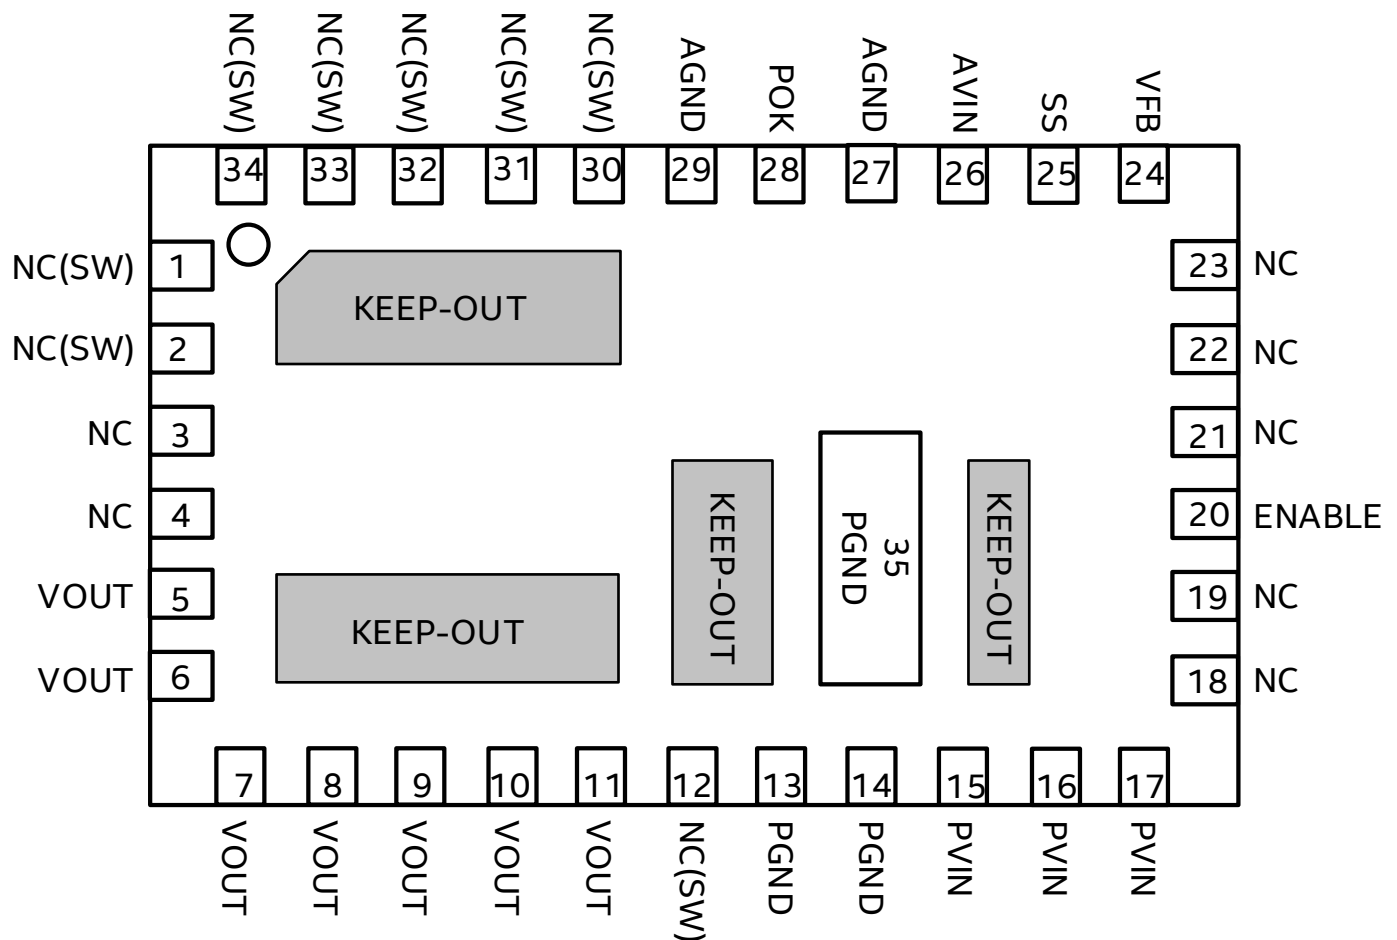 NC(SW)
NC(SW)
NC(SW)
NC(SW)
NC(SW)
AGND
POK
AGND
AVIN
SS
VFB
34
33
32
31
30
29
28
27
26
25
24
NC(SW) 1
23 NC
KEEP-OUT
NC(SW) 2
22 NC
NC 3
21 NC
NC 4
20 ENABLE
KEEP-OUT
35
PGND
KEEP-OUT
VOUT 5
19 NC
KEEP-OUT
VOUT 6
18 NC
7
8
9
10
11
12
13
14
15
16
17
VOUT
VOUT
VOUT
VOUT
VOUT
NC(SW)
PGND
PGND
PVIN
PVIN
PVIN